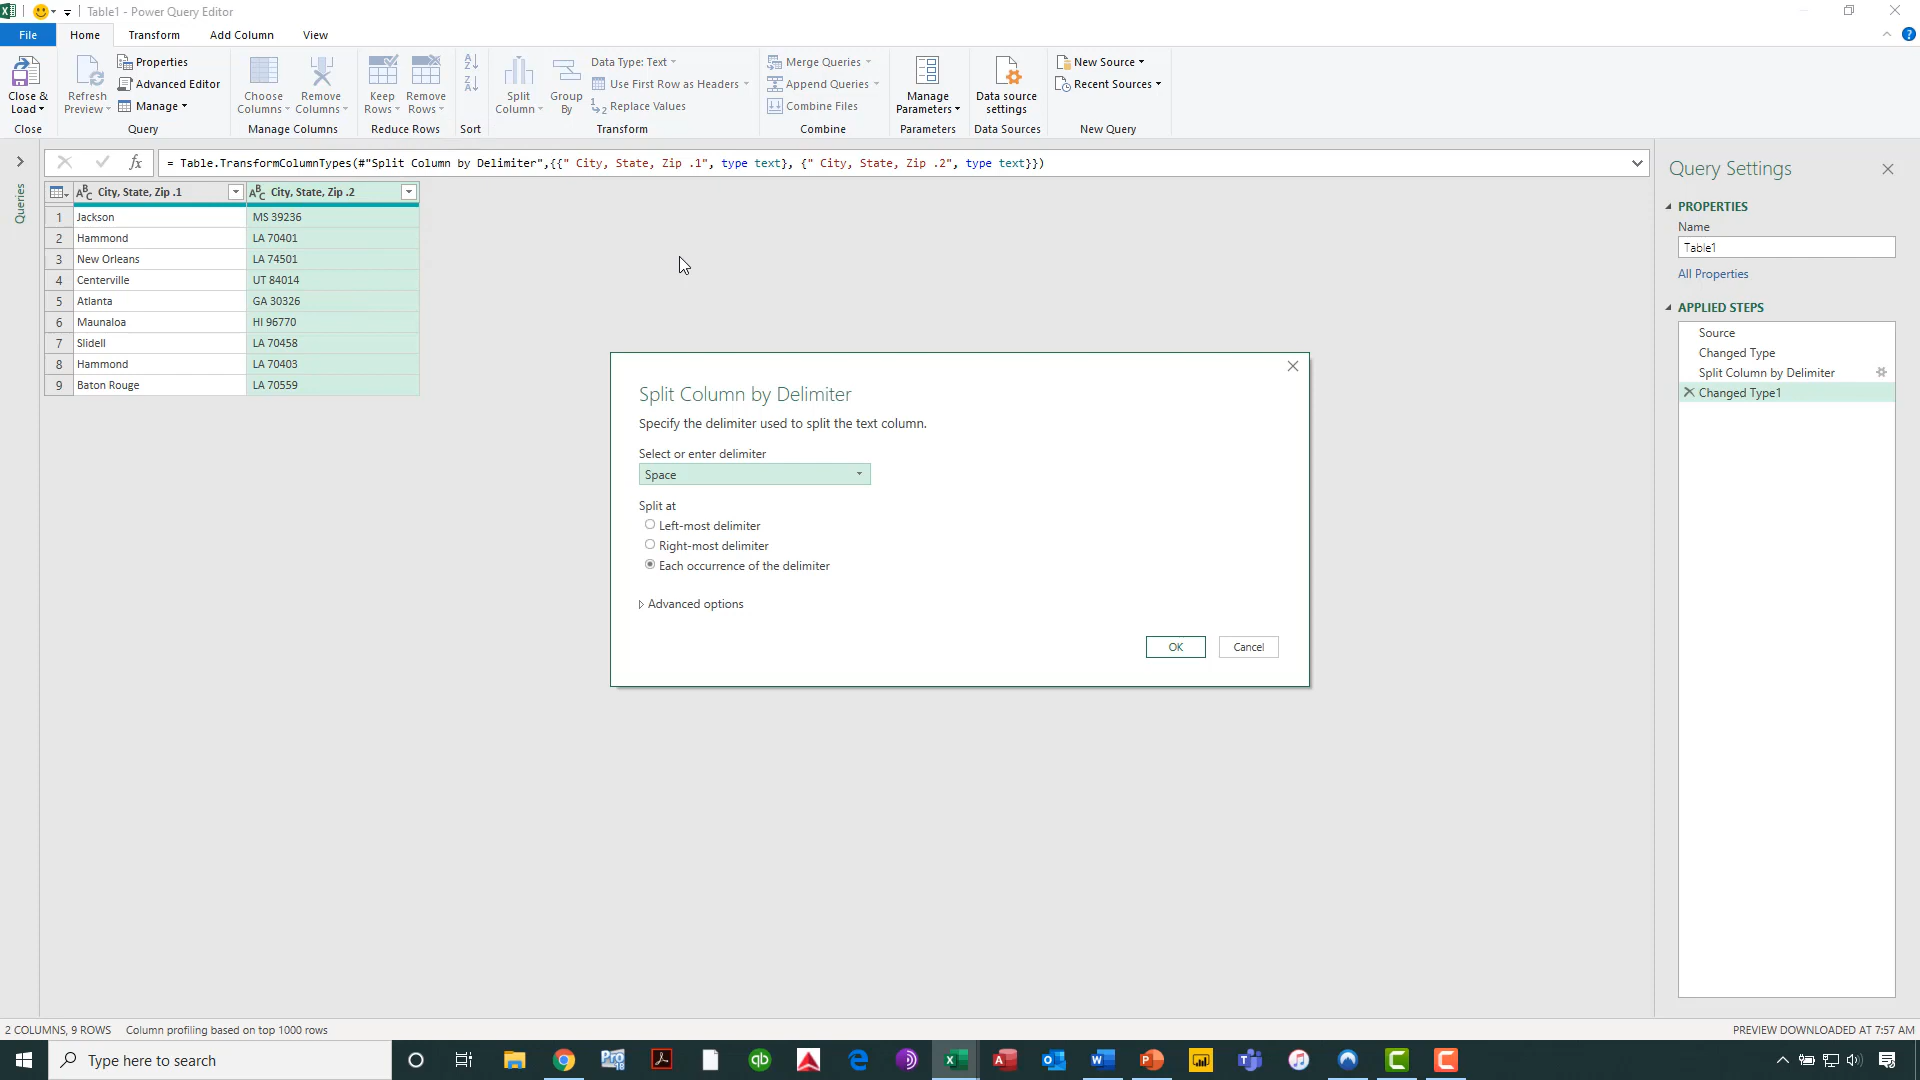 Table1 - Power Query Editor
File
Home
Transform
Add Column
View
Close & Load
Close
Refresh Preview
Properties
Advanced Editor
Manage
Query
Choose Columns
Remove Columns
Manage Columns
Keep Rows
Remove Rows
Reduce Rows
Sort
Split Column
Group By
Data Type: Text
Use First Row as Headers
Replace Values
Transform
Merge Queries
Append Queries
Combine Files
Combine
Manage Parameters
Parameters
Data source settings
Data Sources
New Source
Recent Sources
New Query
fx
= Table.TransformColumnTypes(#"Split Column by Delimiter",{{" City, State, Zip .1", type text}, {" City, State, Zip .2", type text}})
Queries
ABC City, State, Zip .1 ABC City, State, Zip .2
1 Jackson MS 39236
2 Hammond LA 70401
3 New Orleans LA 74501
4 Centerville UT 84014
5 Atlanta GA 30326
6 Maunaloa HI 96770
7 Slidell LA 70458
8 Hammond LA 70403
9 Baton Rouge LA 70559
Split Column by Delimiter
Specify the delimiter used to split the text column.
Select or enter delimiter
Space
Split at
Left-most delimiter
Right-most delimiter
Each occurrence of the delimiter
Advanced options
OK
Cancel
Query Settings
PROPERTIES
Name
Table1
All Properties
APPLIED STEPS
Source
Changed Type
Split Column by Delimiter
Changed Type1
2 COLUMNS, 9 ROWS
Column profiling based on top 1000 rows
PREVIEW DOWNLOADED AT 7:57 AM
Type here to search